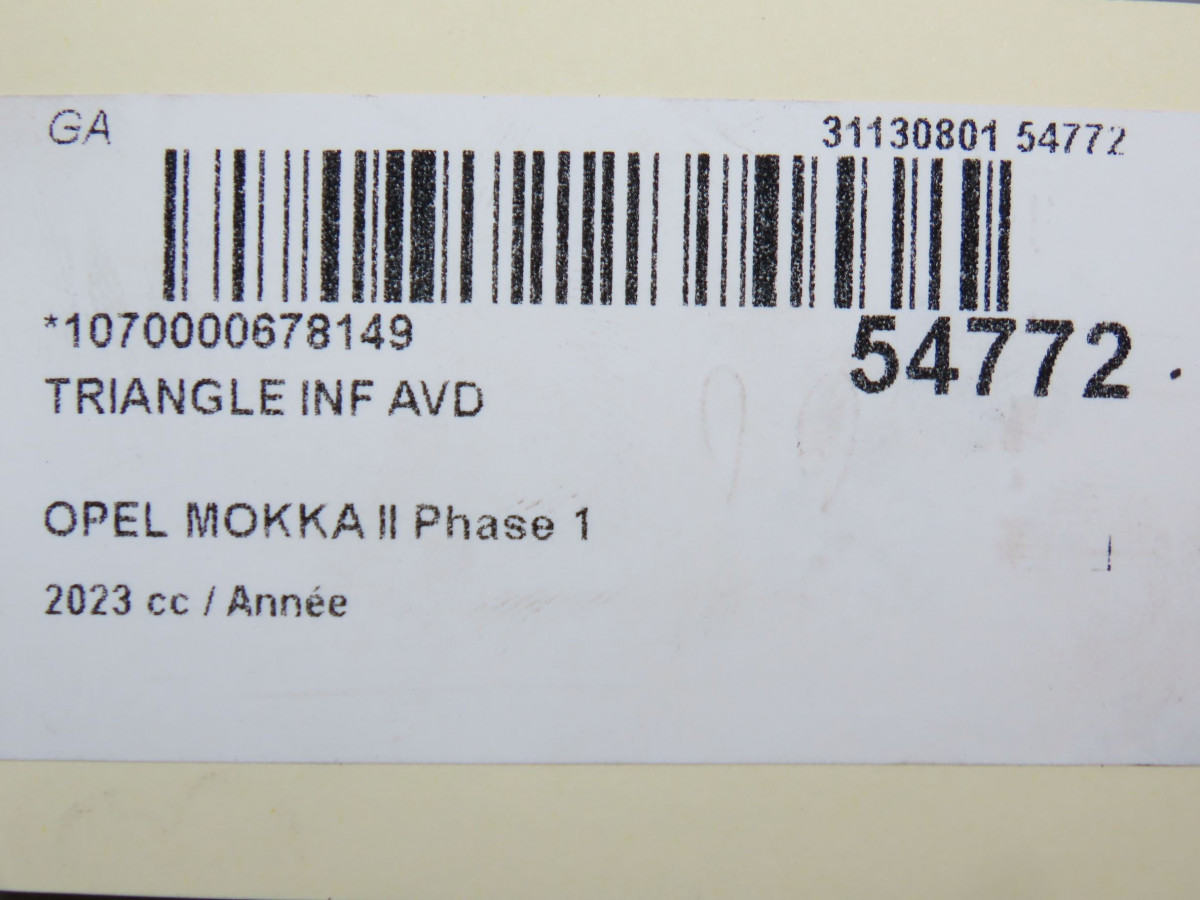 GA
31130801 54772
*1070000678149
54772
TRIANGLE INF AVD
OPEL MOKKA II Phase 1
2023 cc / Année